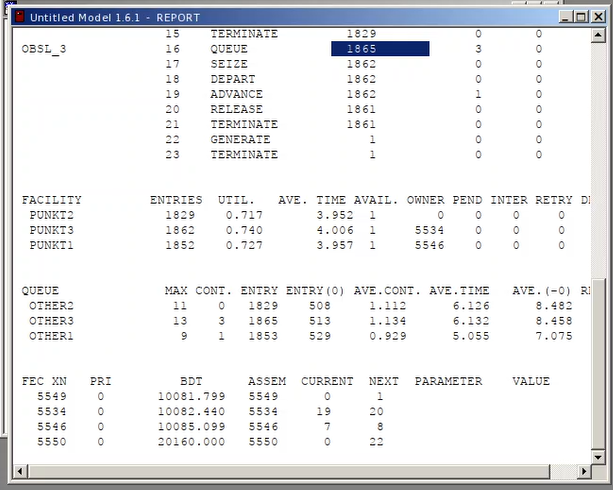 Untitled Model 1.6.1 - REPORT
15 TERMINATE 1829 0 0
OBSL_3 16 QUEUE 1865 3 0
17 SEIZE 1862 0 0
18 DEPART 1862 0 0
19 ADVANCE 1862 1 0
20 RELEASE 1861 0 0
21 TERMINATE 1861 0 0
22 GENERATE 1 0 0
23 TERMINATE 1 0 0
FACILITY ENTRIES UTIL. AVE. TIME AVAIL. OWNER PEND INTER RETRY
PUNKT2 1829 0.717 3.952 1 0 0 0 0
PUNKT3 1862 0.740 4.006 1 5534 0 0 0
PUNKT1 1852 0.727 3.957 1 5546 0 0 0
QUEUE MAX CONT. ENTRY ENTRY(0) AVE.CONT. AVE.TIME AVE.(-0)
OTHER2 11 0 1829 508 1.112 6.126 8.482
OTHER3 13 3 1865 513 1.134 6.132 8.458
OTHER1 9 1 1853 529 0.929 5.055 7.075
FEC XN PRI BDT ASSEM CURRENT NEXT PARAMETER VALUE
5549 0 10081.799 5549 0 1
5534 0 10082.440 5534 19 20
5546 0 10085.099 5546 7 8
5550 0 20160.000 5550 0 22